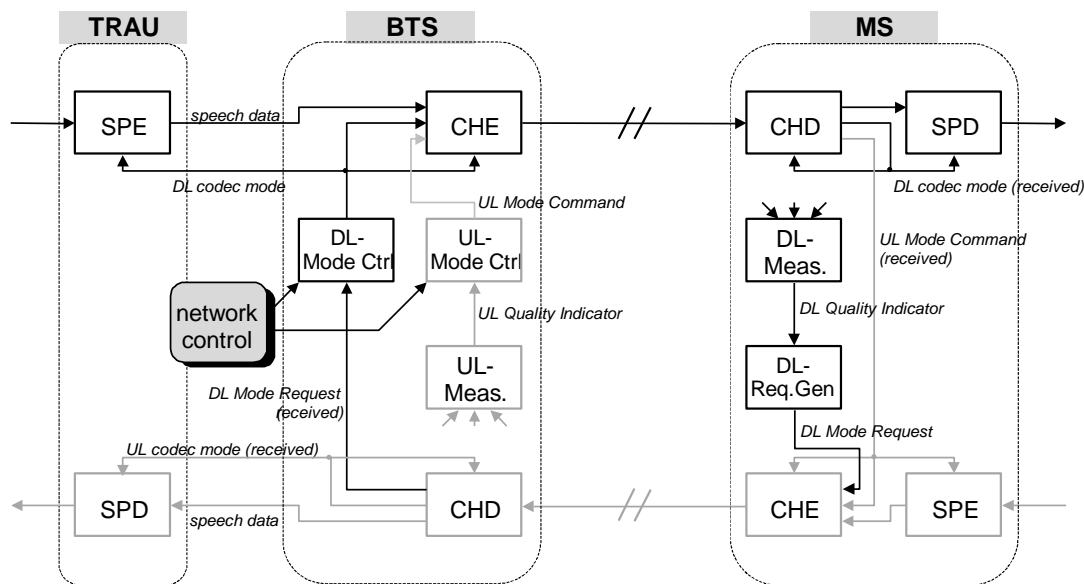 TRAU
BTS
MS
SPE
speech data
CHE
CHD
SPD
DL codec mode
DL codec mode (received)
UL Mode Command
DL-
Mode Ctrl
UL-
Mode Ctrl
DL-
Meas.
UL Mode Command
(received)
network
control
UL Quality Indicator
DL Quality Indicator
UL-
Meas.
DL-
Req.Gen
DL Mode Request
(received)
DL Mode Request
UL codec mode (received)
SPD
speech data
CHD
CHE
SPE